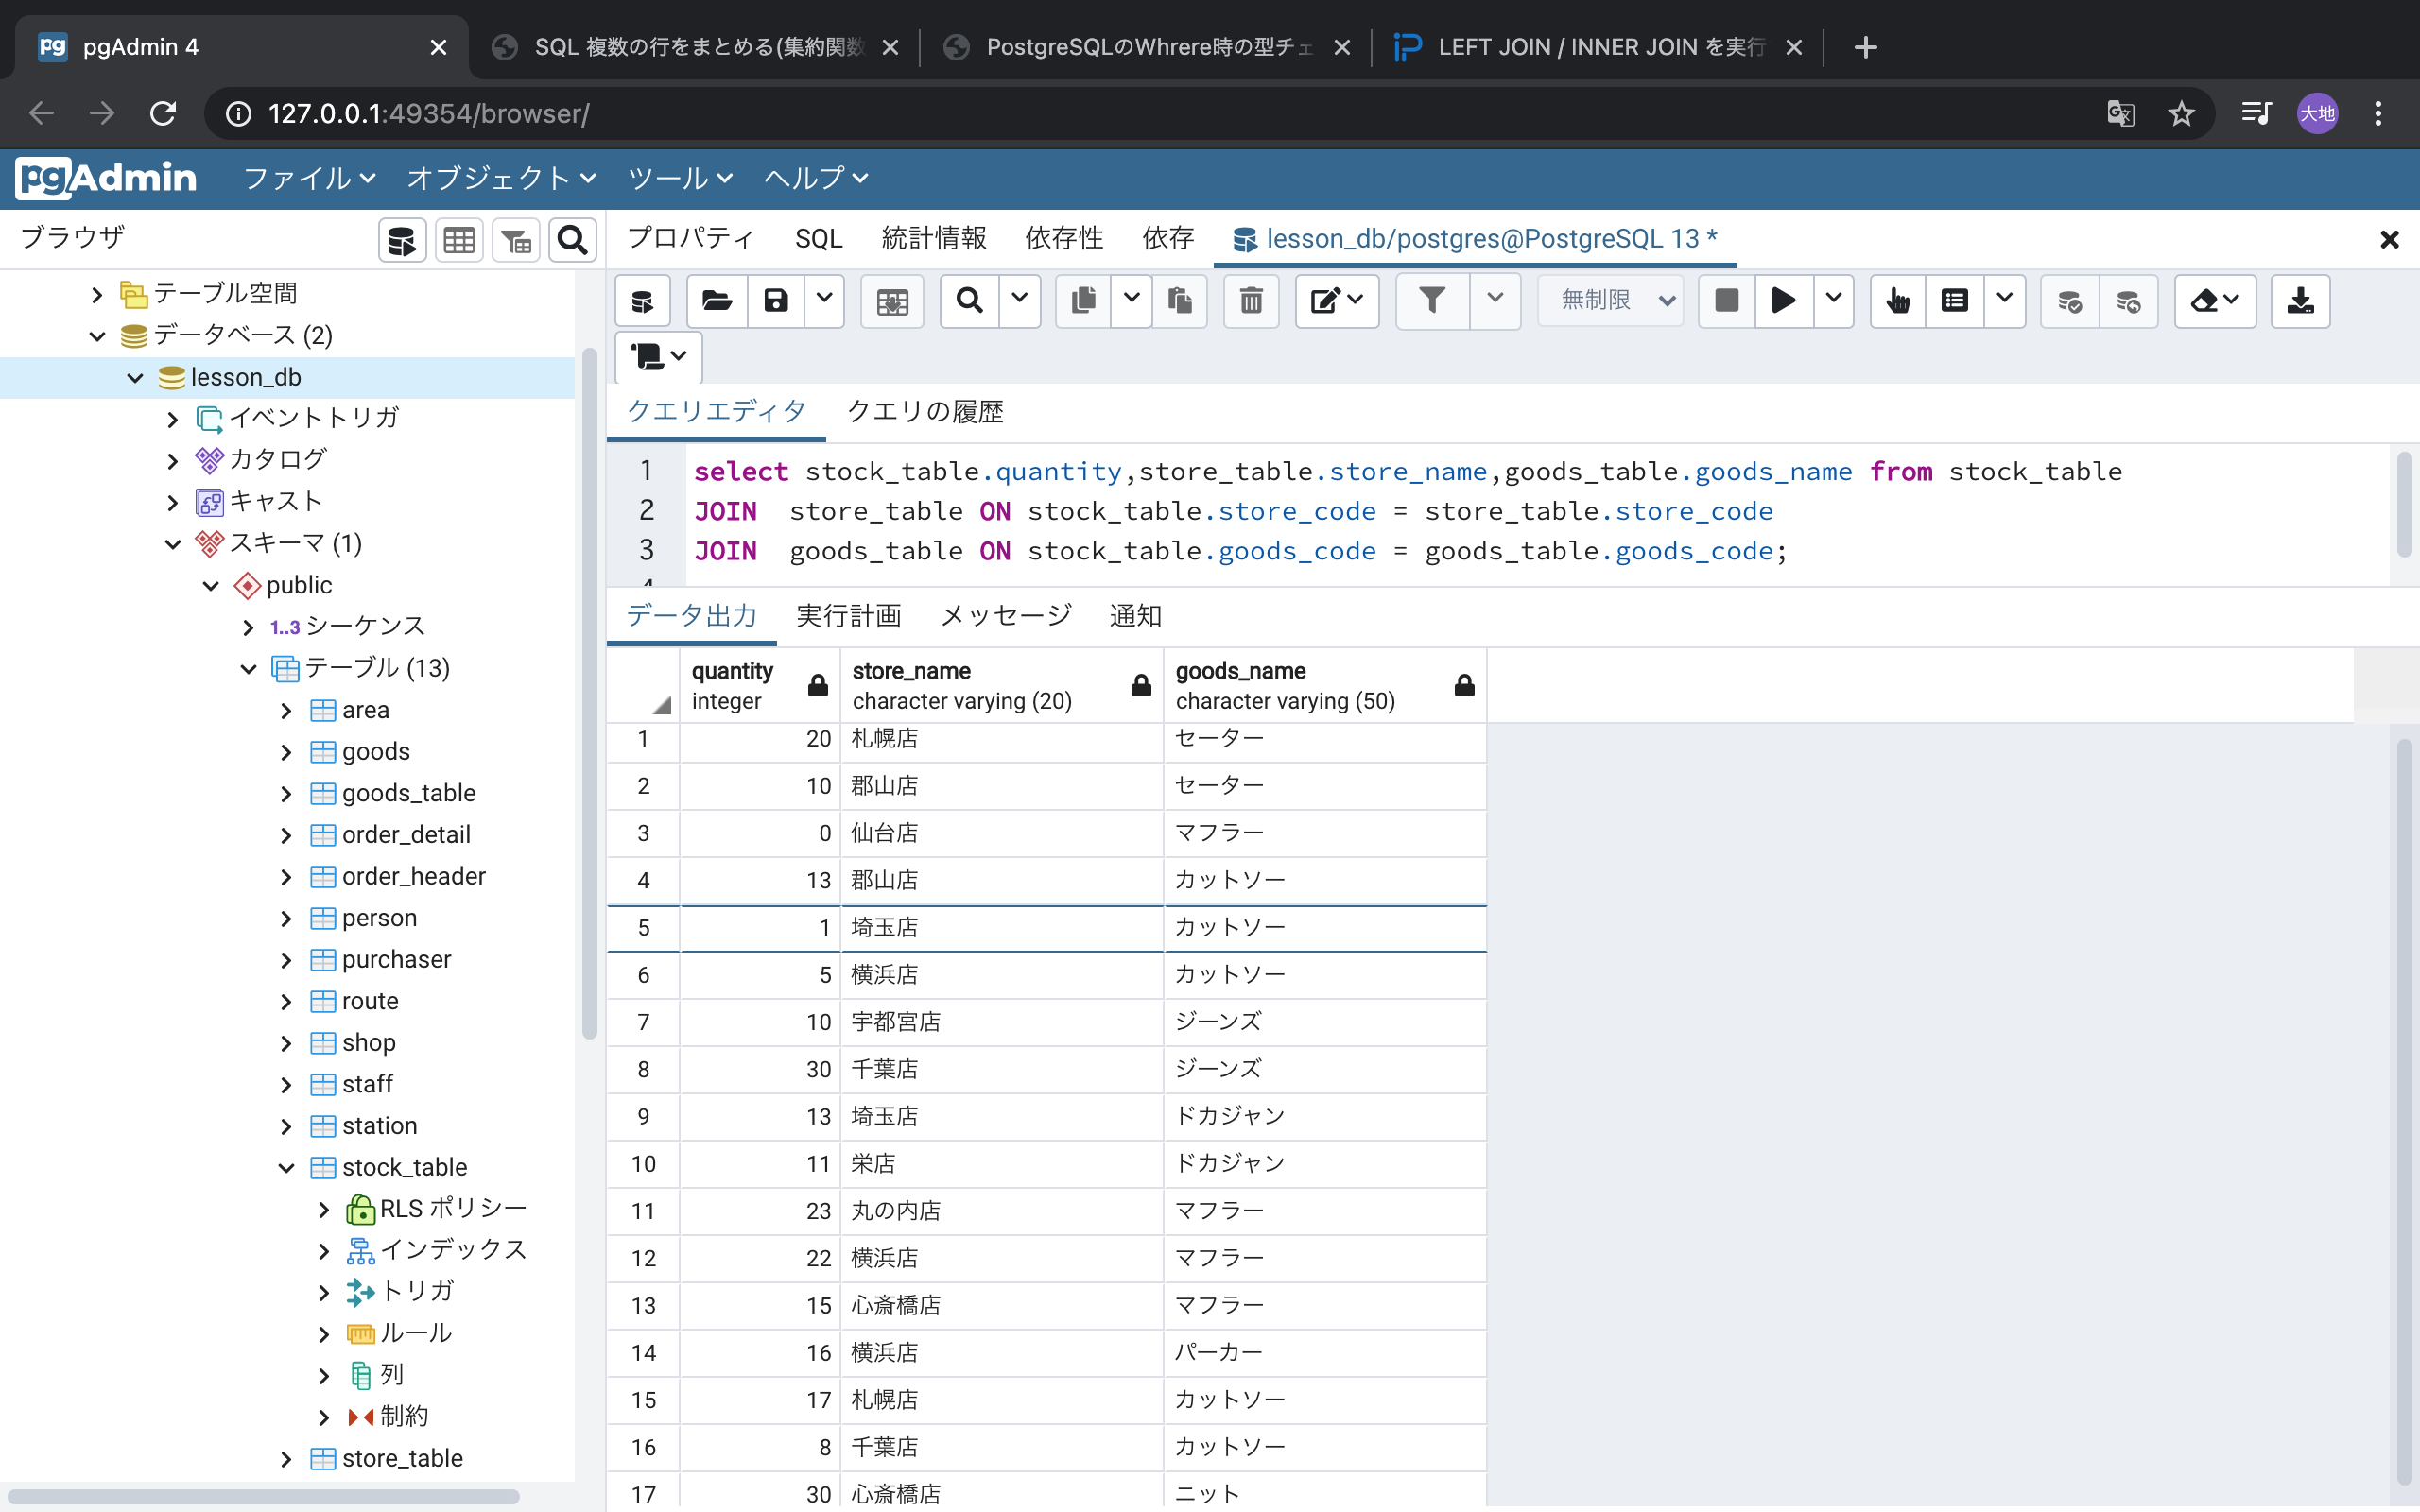 pgAdmin 4
SQL 複数の行をまとめる(集約関数
PostgreSQLのWhrere時の型チェ
LEFT JOIN / INNER JOIN を実行
127.0.0.1:49354/browser/
大地
pgAdmin
ファイル
オブジェクト
ツール
ヘルプ
ブラウザ
テーブル空間
データベース (2)
lesson_db
イベントトリガ
カタログ
キャスト
スキーマ (1)
public
1..3 シーケンス
テーブル (13)
area
goods
goods_table
order_detail
order_header
person
purchaser
route
shop
staff
station
stock_table
RLS ポリシー
インデックス
トリガ
ルール
列
制約
store_table
プロパティ
SQL
統計情報
依存性
依存
lesson_db/postgres@PostgreSQL 13 *
無制限
クエリエディタ
クエリの履歴
1 select stock_table.quantity,store_table.store_name,goods_table.goods_name from stock_table
2 JOIN  store_table ON stock_table.store_code = store_table.store_code
3 JOIN  goods_table ON stock_table.goods_code = goods_table.goods_code;
データ出力
実行計画
メッセージ
通知
quantity store_name goods_name
integer character varying (20) character varying (50)
1 20 札幌店 セーター
2 10 郡山店 セーター
3 0 仙台店 マフラー
4 13 郡山店 カットソー
5 1 埼玉店 カットソー
6 5 横浜店 カットソー
7 10 宇都宮店 ジーンズ
8 30 千葉店 ジーンズ
9 13 埼玉店 ドカジャン
10 11 栄店 ドカジャン
11 23 丸の内店 マフラー
12 22 横浜店 マフラー
13 15 心斎橋店 マフラー
14 16 横浜店 パーカー
15 17 札幌店 カットソー
16 8 千葉店 カットソー
17 30 心斎橋店 ニット